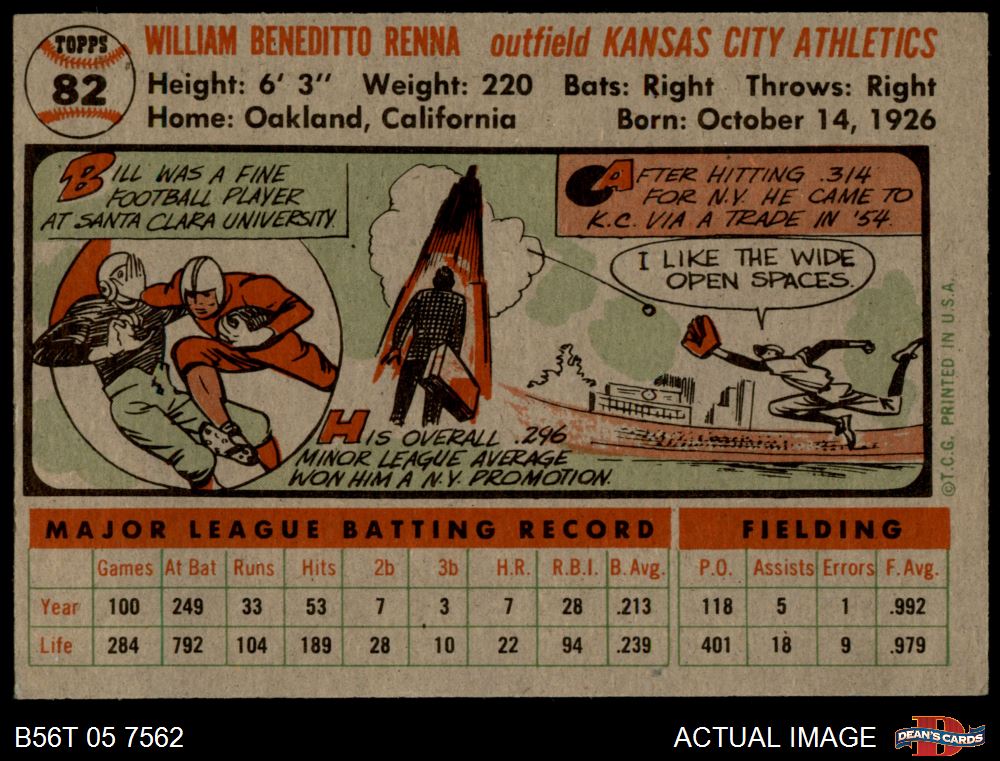 TOPPS
82
WILLIAM BENEDITTO RENNA outfield KANSAS CITY ATHLETICS
Height: 6' 3" Weight: 220 Bats: Right Throws: Right
Home: Oakland, California Born: October 14, 1926
BILL WAS A FINE
FOOTBALL PLAYER
AT SANTA CLARA UNIVERSITY.
HIS OVERALL .296
MINOR LEAGUE AVERAGE
WON HIM A N.Y. PROMOTION.
AFTER HITTING .314
FOR N.Y. HE CAME TO
K.C. VIA A TRADE IN '54.
I LIKE THE WIDE
OPEN SPACES.
©T.C.G. PRINTED IN U.S.A.
MAJOR LEAGUE BATTING RECORD FIELDING
Games At Bat Runs Hits 2b 3b H.R. R.B.I. B. Avg. P.O. Assists Errors F. Avg.
Year 100 249 33 53 7 3 7 28 .213 118 5 1 .992
Life 284 792 104 189 28 10 22 94 .239 401 18 9 .979
B56T 05 7562 ACTUAL IMAGE
D
DEAN'S CARDS